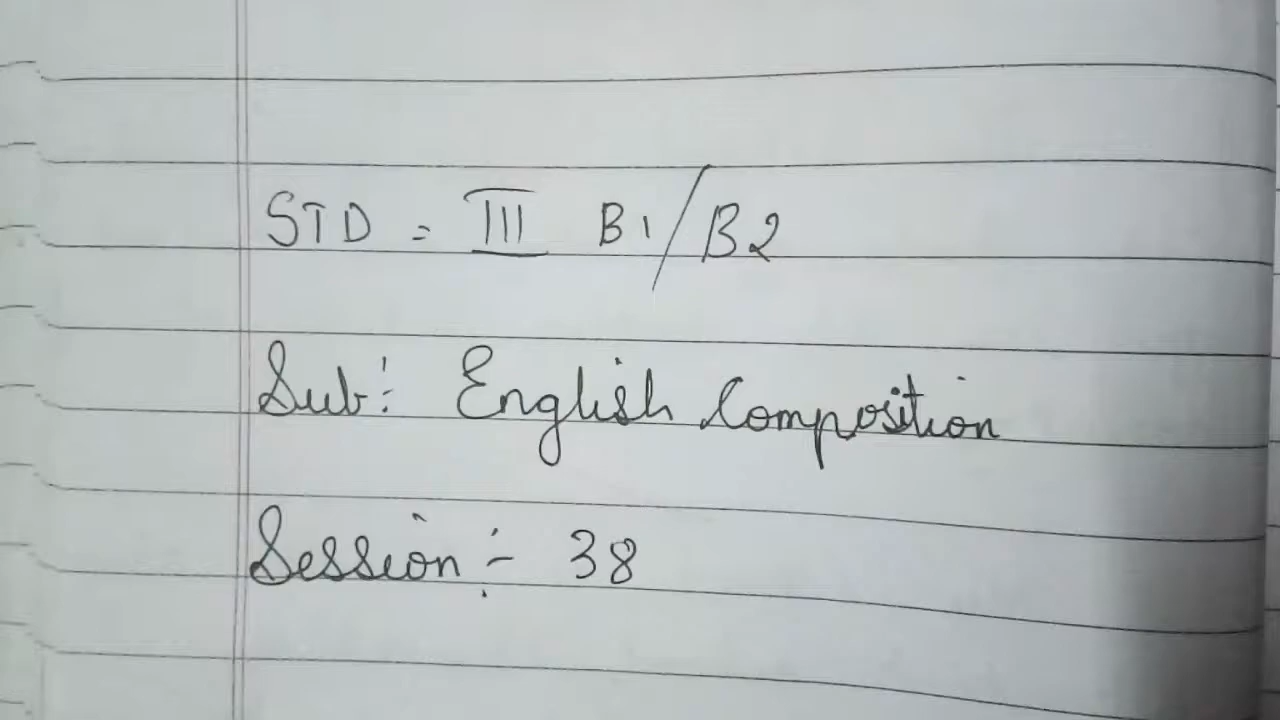 STD = III B1/B2
Sub: English Composition
Session :- 38